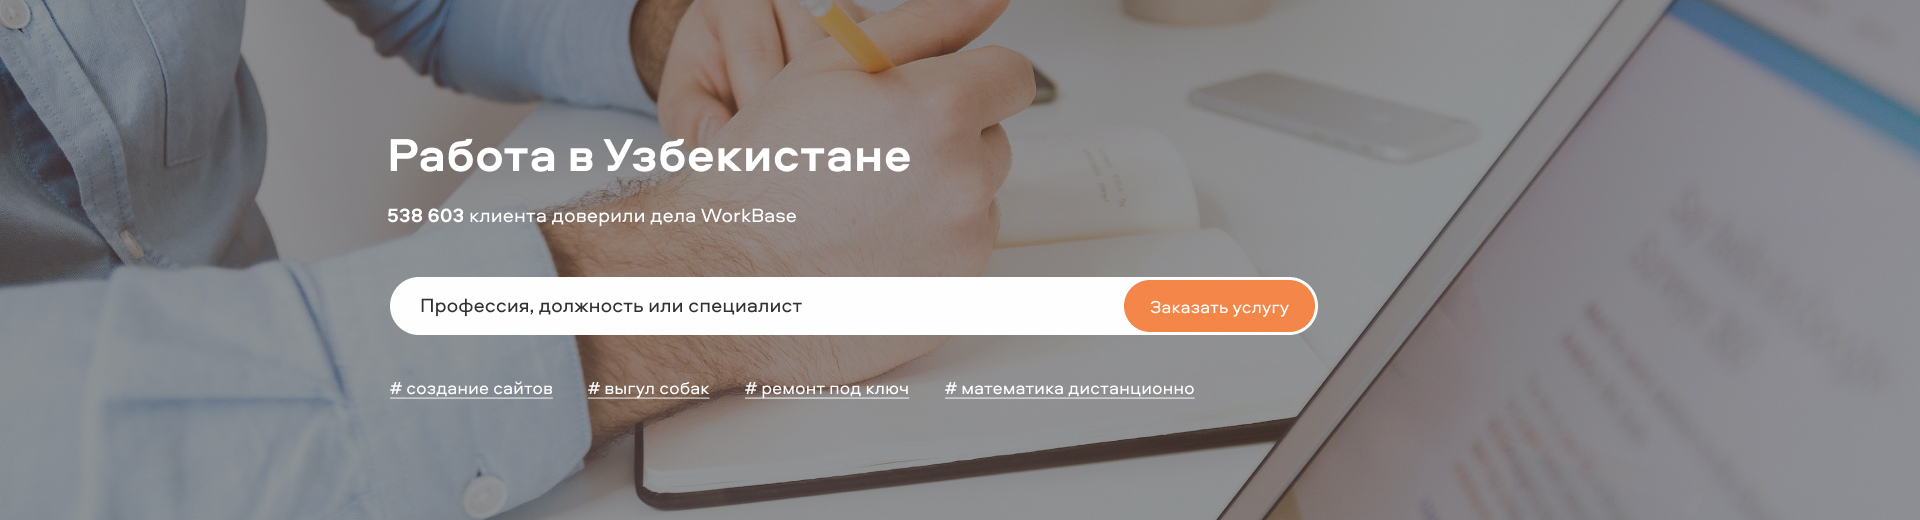 Работа в Узбекистане
538 603 клиента доверили дела WorkBase
Профессия, должность или специалист
Заказать услугу
# создание сайтов # выгул собак # ремонт под ключ # математика дистанционно